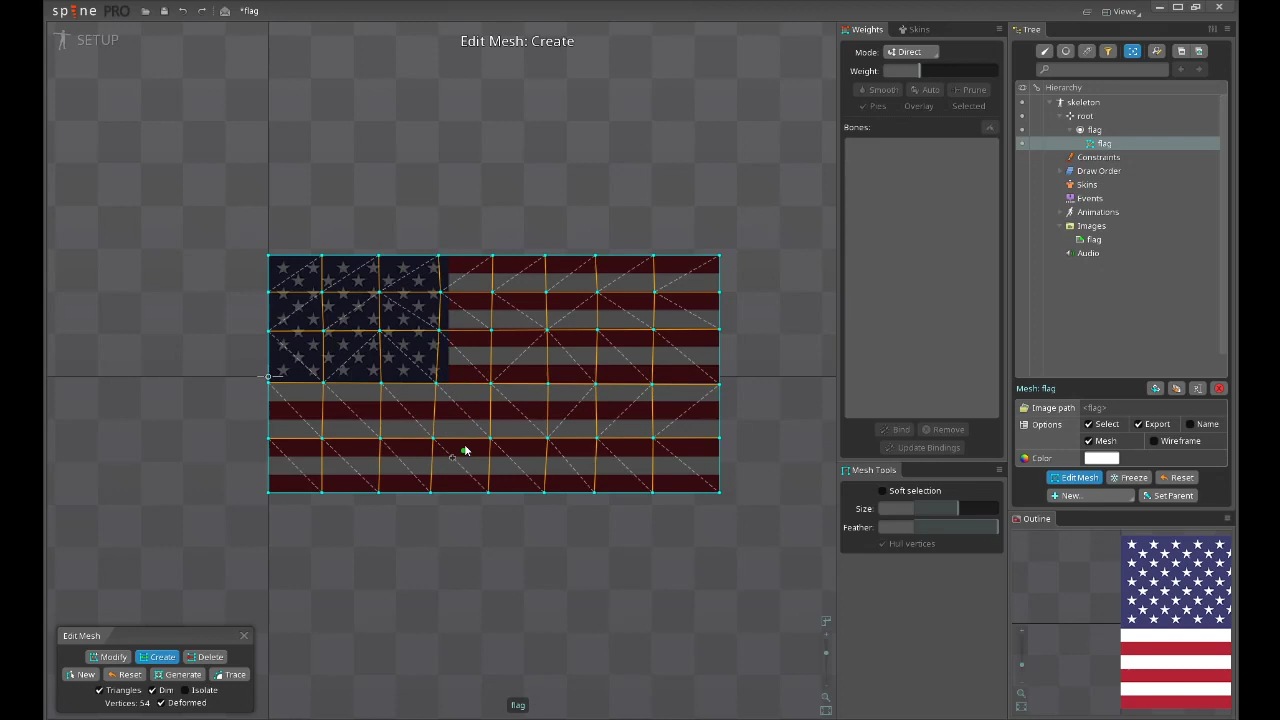 spine PRO
*flag
Views
SETUP
Edit Mesh: Create
Weights
Skins
Mode:
Direct
Weight:
Smooth
Auto
Prune
Pies
Overlay
Selected
Bones:
Bind
Remove
Update Bindings
Mesh Tools
Soft selection
Size:
Feather:
Hull vertices
Tree
Hierarchy
skeleton
root
flag
flag
Constraints
Draw Order
Skins
Events
Animations
Images
flag
Audio
Mesh: flag
Image path
<flag>
Options
Select
Export
Name
Mesh
Wireframe
Color
Edit Mesh
Freeze
Reset
New...
Set Parent
Outline
Edit Mesh
Modify
Create
Delete
New
Reset
Generate
Trace
Triangles
Dim
Isolate
Vertices: 54
Deformed
flag